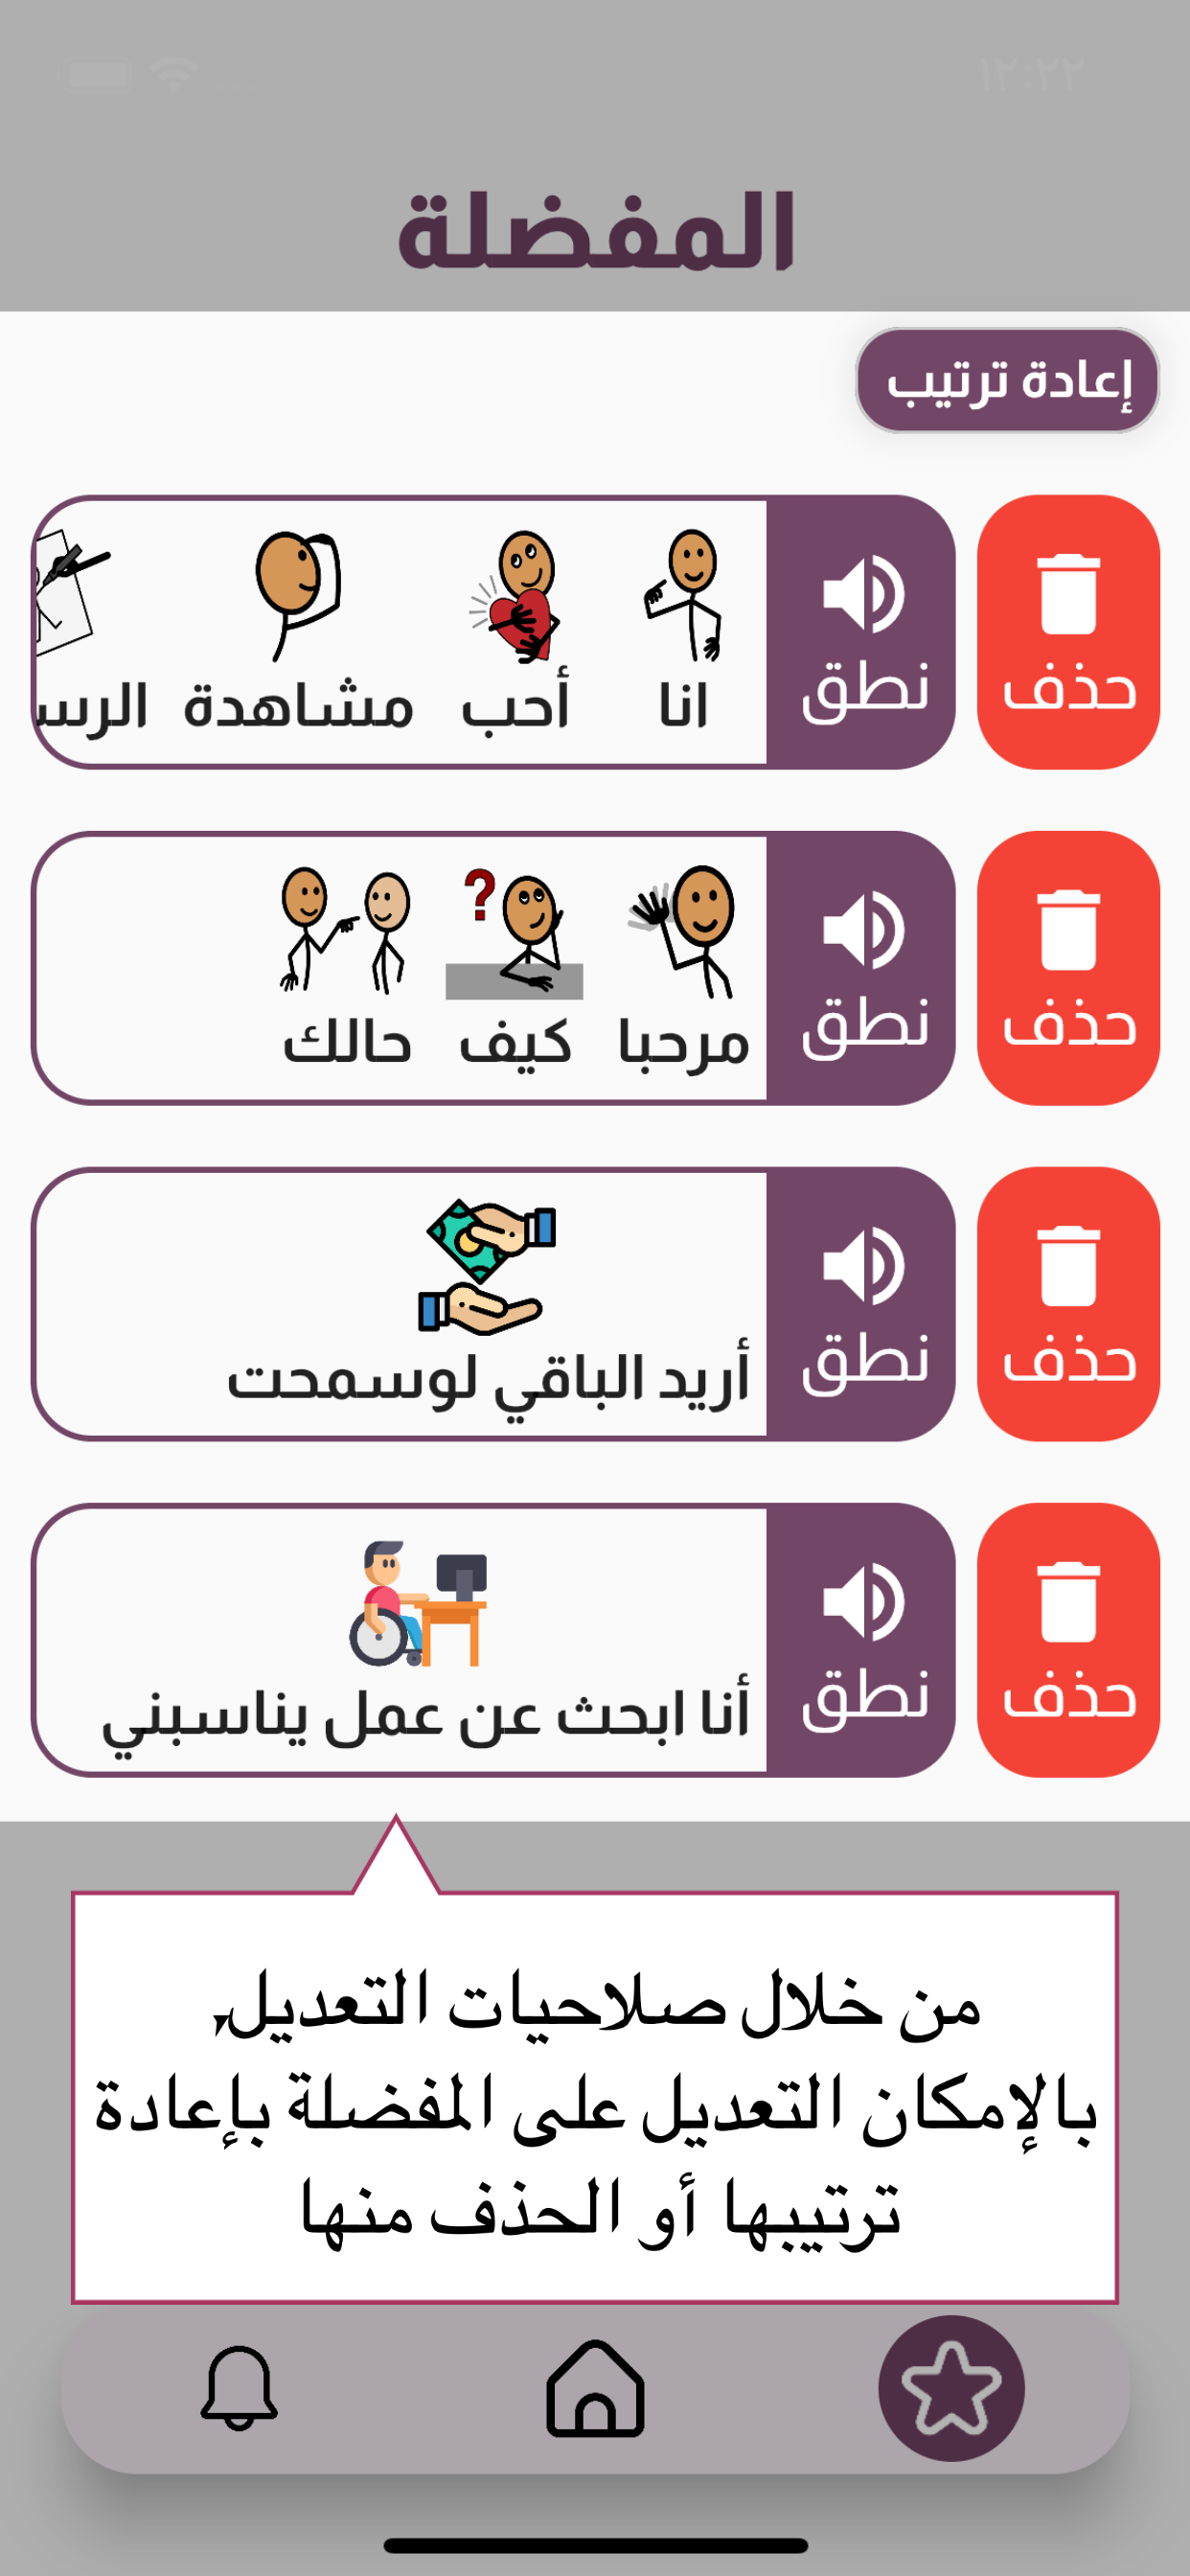 ١٢:٢٢
المفضلة
إعادة ترتيب
حذف
نطق
انا أحب مشاهدة
حذف
نطق
?
مرحبا كيف حالك
حذف
نطق
أريد الباقي لوسمحت
حذف
نطق
أنا ابحث عن عمل يناسبني
من خلال صلاحيات التعديل,
بالإمكان التعديل على المفضلة بإعادة
ترتيبها أو الحذف منها